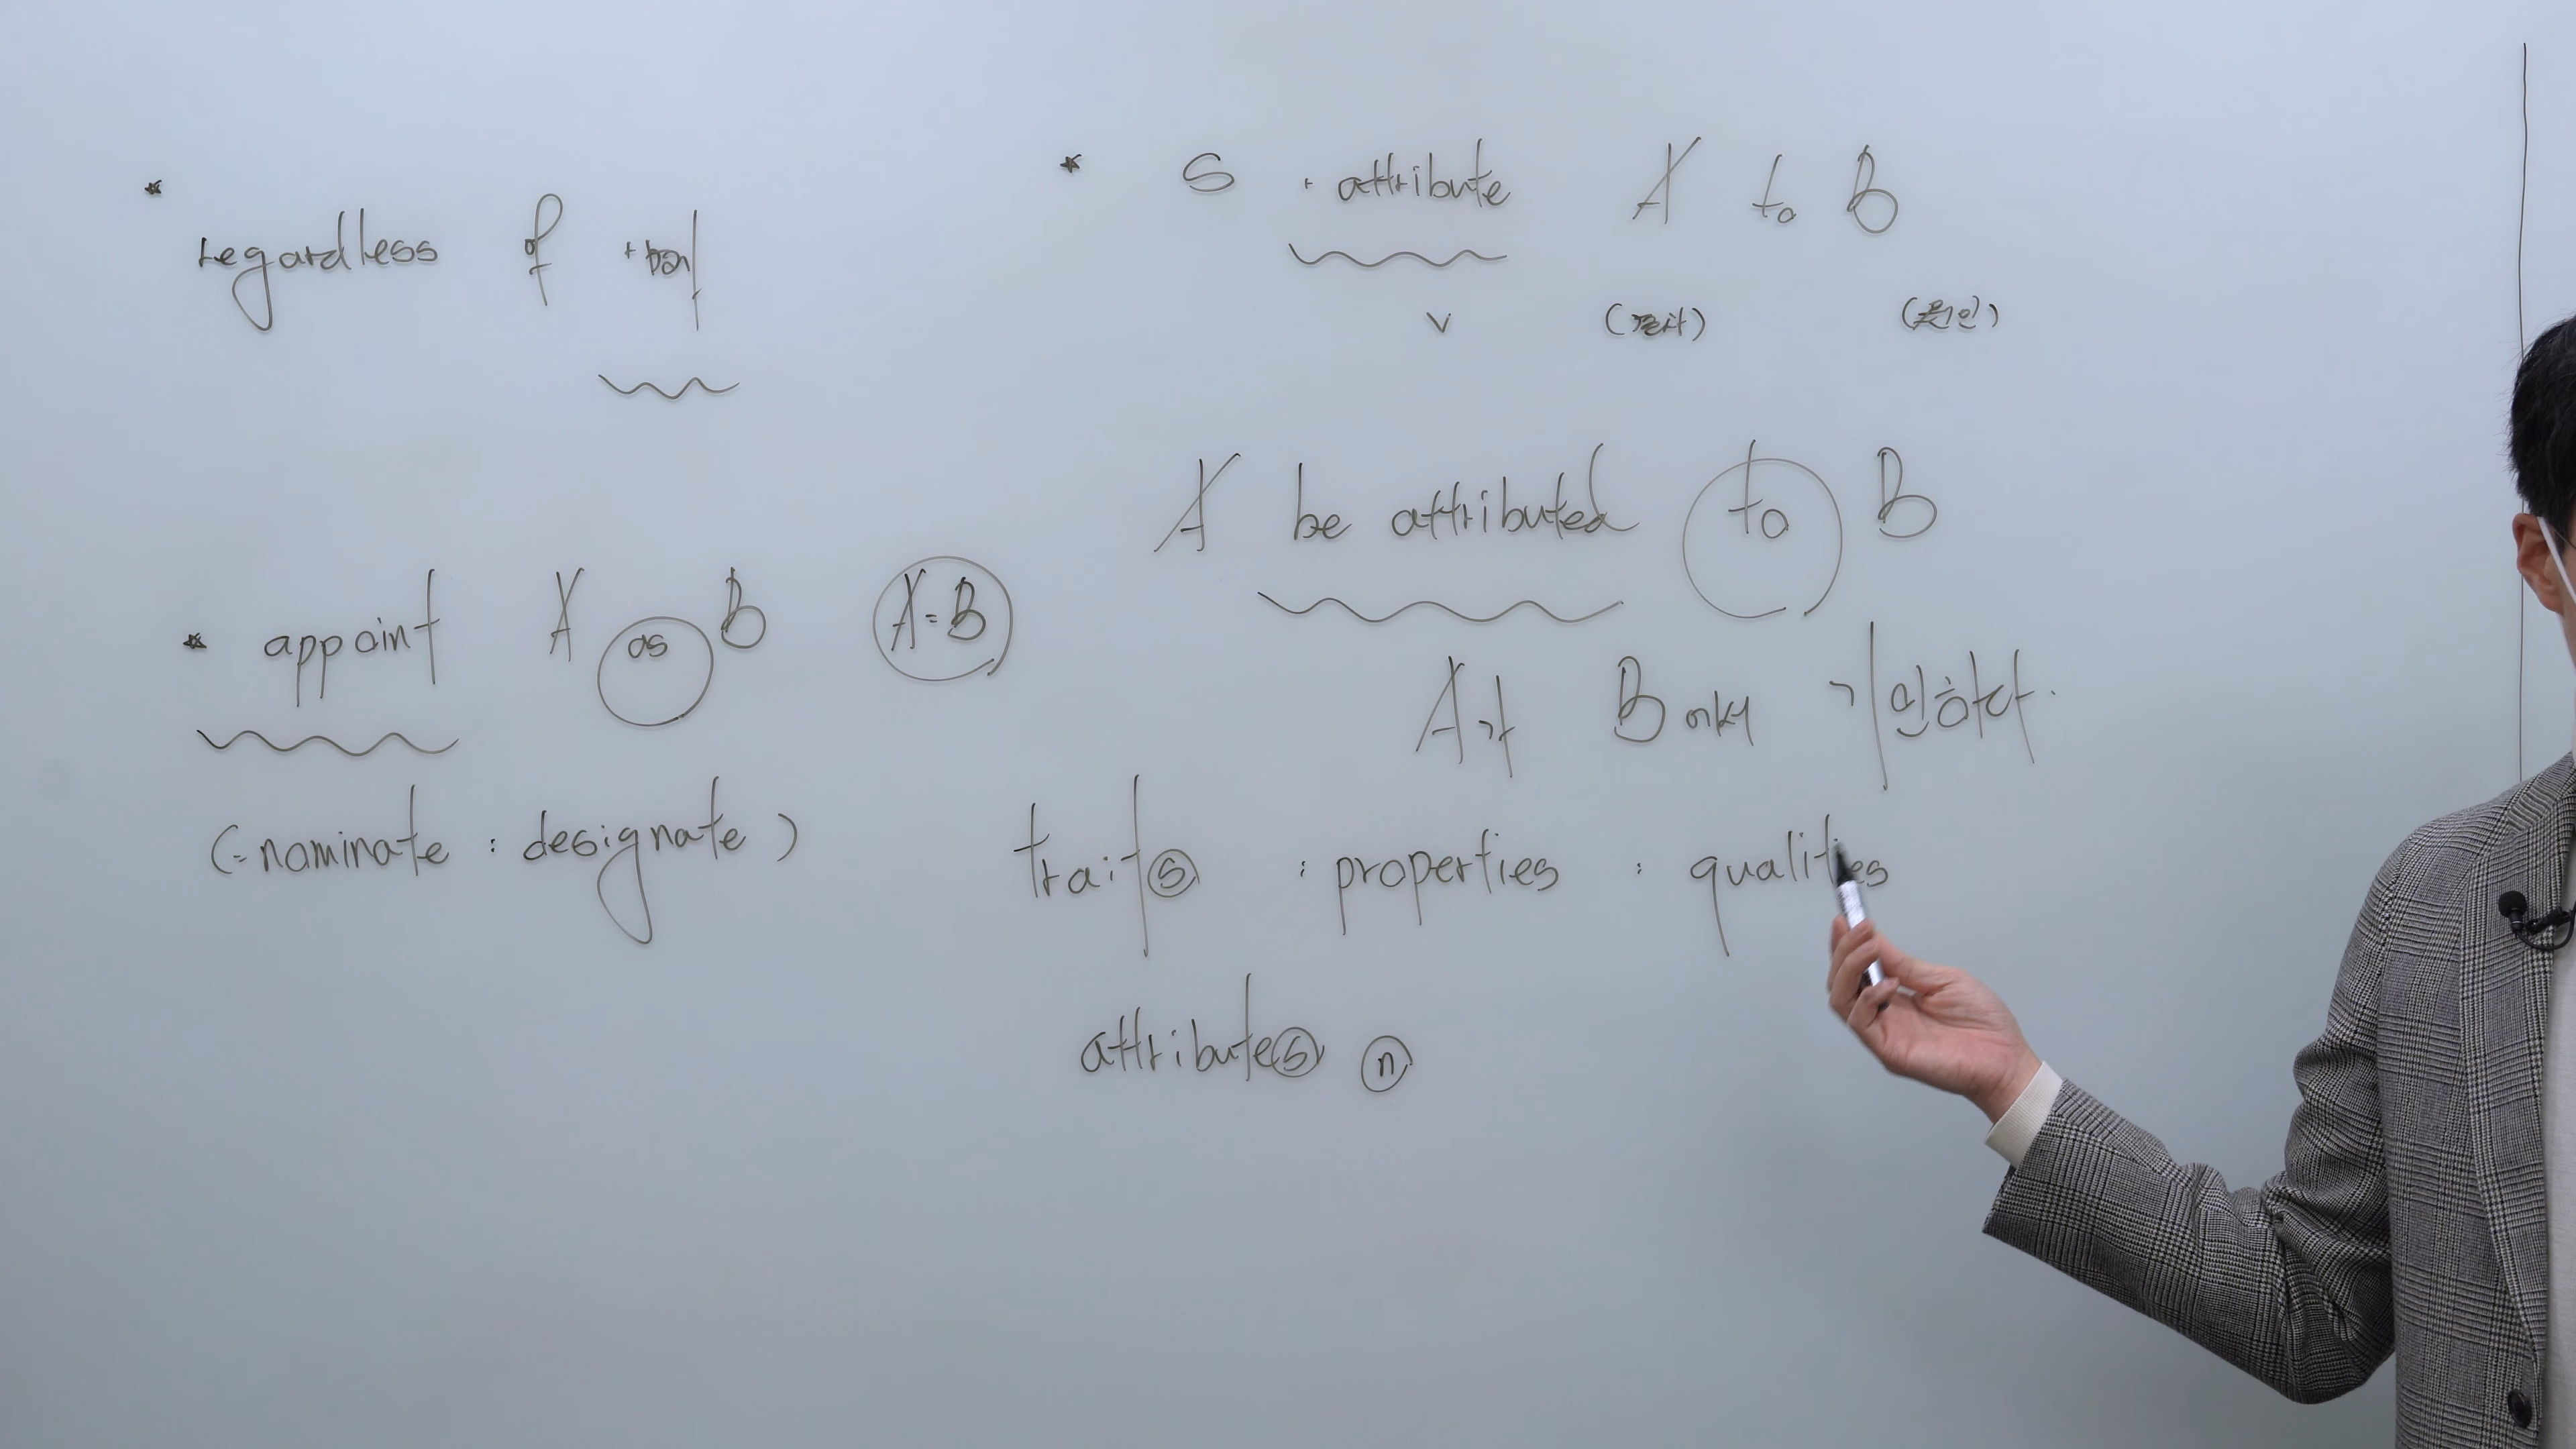 * regardless of +명
* appoint A as B A=B
(=nominate : designate)
* S + attribute A to B
V (결과) (원인)
A be attributed to B
A가 B에서 기인하다.
traits : properties : qualities
attributes n